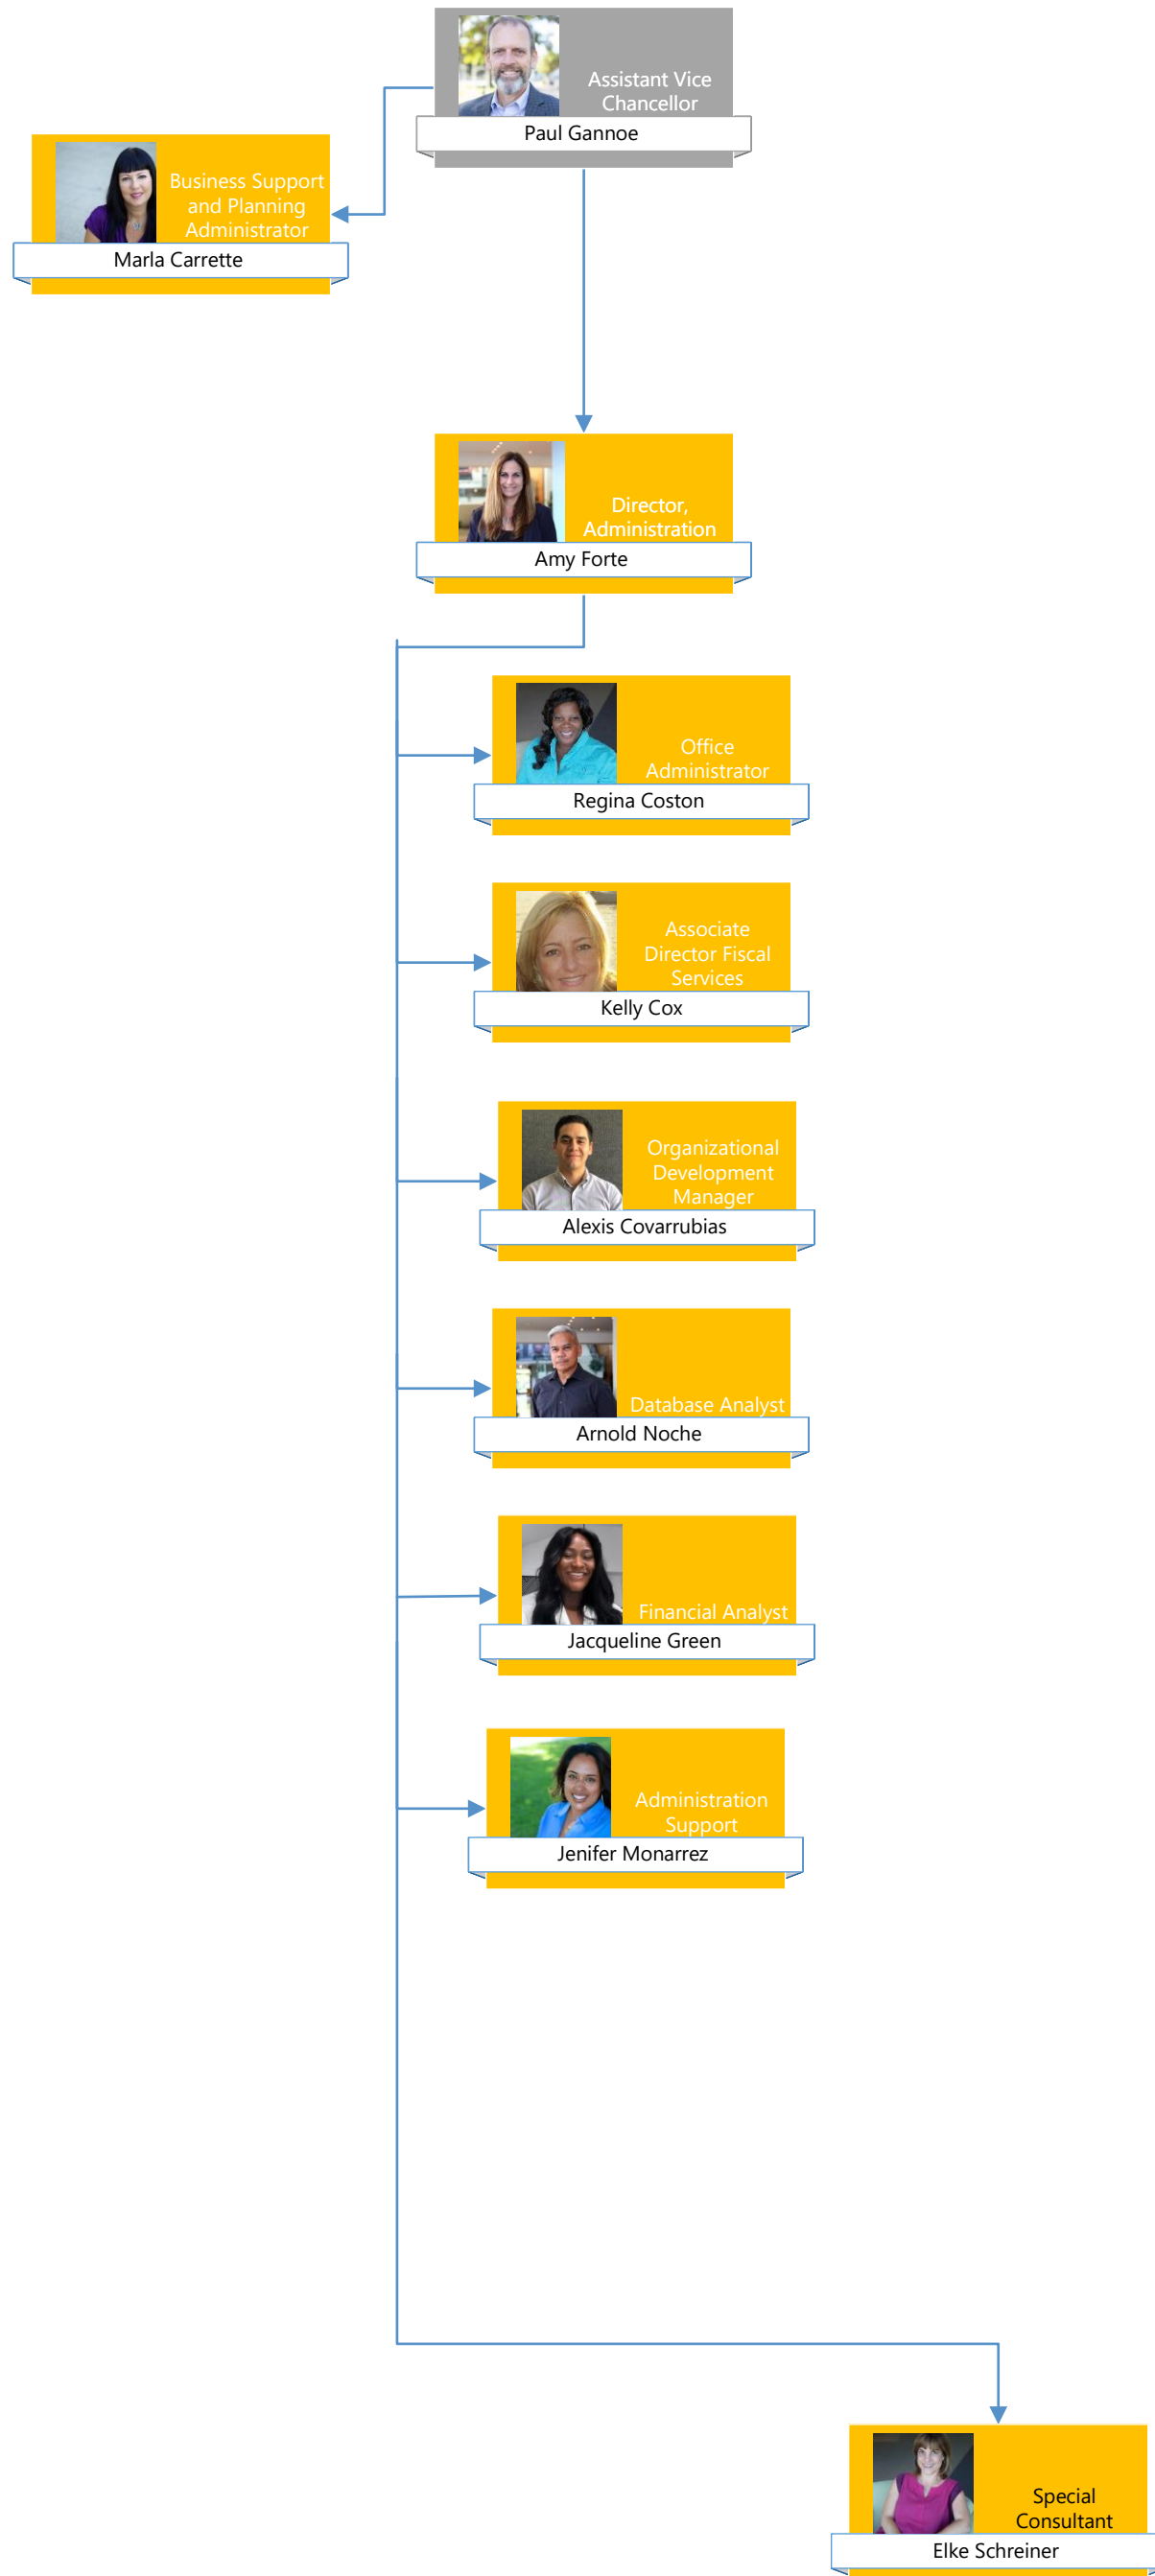 Assistant Vice
Chancellor
Paul Gannoe
Business Support
and Planning
Administrator
Marla Carrette
Director,
Administration
Amy Forte
Office
Administrator
Regina Coston
Associate
Director Fiscal
Services
Kelly Cox
Organizational
Development
Manager
Alexis Covarrubias
Database Analyst
Arnold Noche
Financial Analyst
Jacqueline Green
Administration
Support
Jenifer Monarrez
Special
Consultant
Elke Schreiner